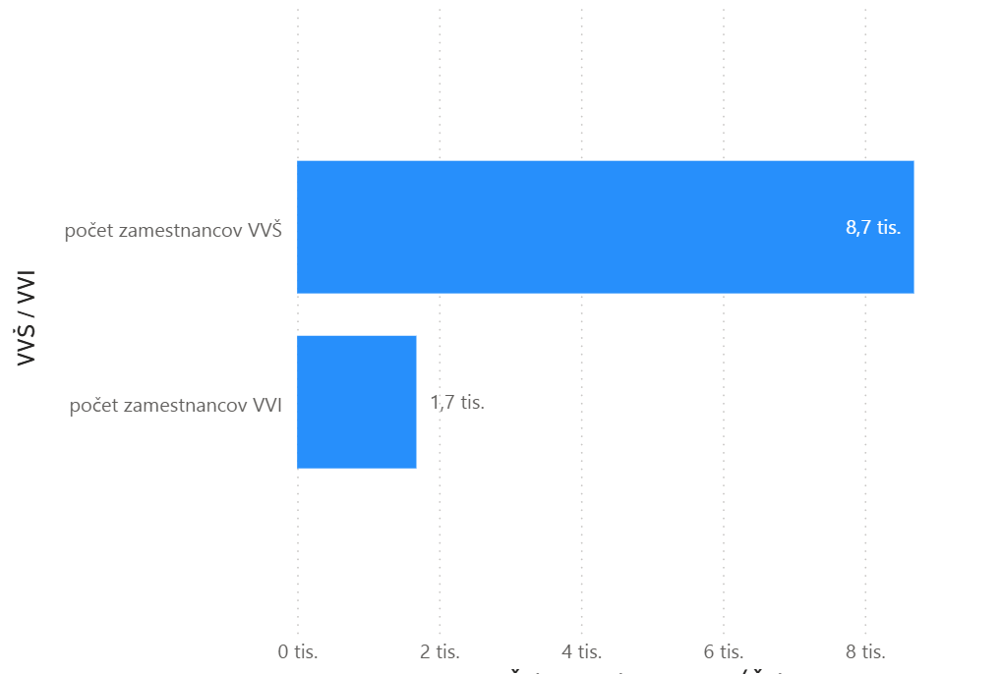 VVŠ / VVI
počet zamestnancov VVŠ
8,7 tis.
počet zamestnancov VVI
1,7 tis.
0 tis.
2 tis.
4 tis.
6 tis.
8 tis.